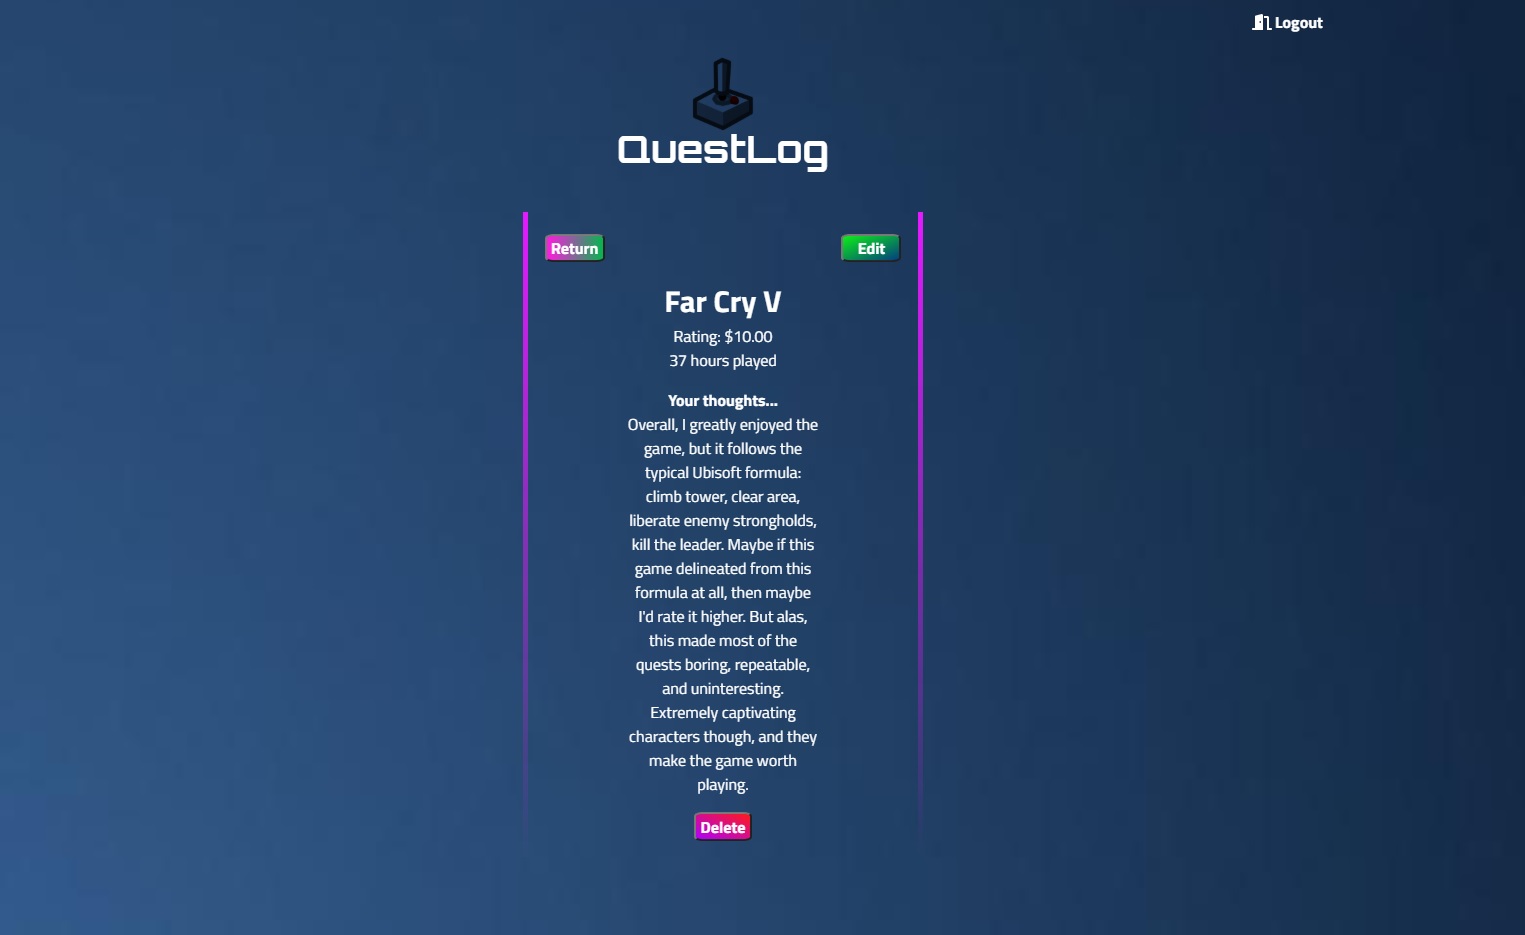 Logout
QuestLog
Return
Edit
Far Cry V
Rating: $10.00
37 hours played
Your thoughts...
Overall, I greatly enjoyed the
game, but it follows the
typical Ubisoft formula:
climb tower, clear area,
liberate enemy strongholds,
kill the leader. Maybe if this
game delineated from this
formula at all, then maybe
I'd rate it higher. But alas,
this made most of the
quests boring, repeatable,
and uninteresting.
Extremely captivating
characters though, and they
make the game worth
playing.
Delete